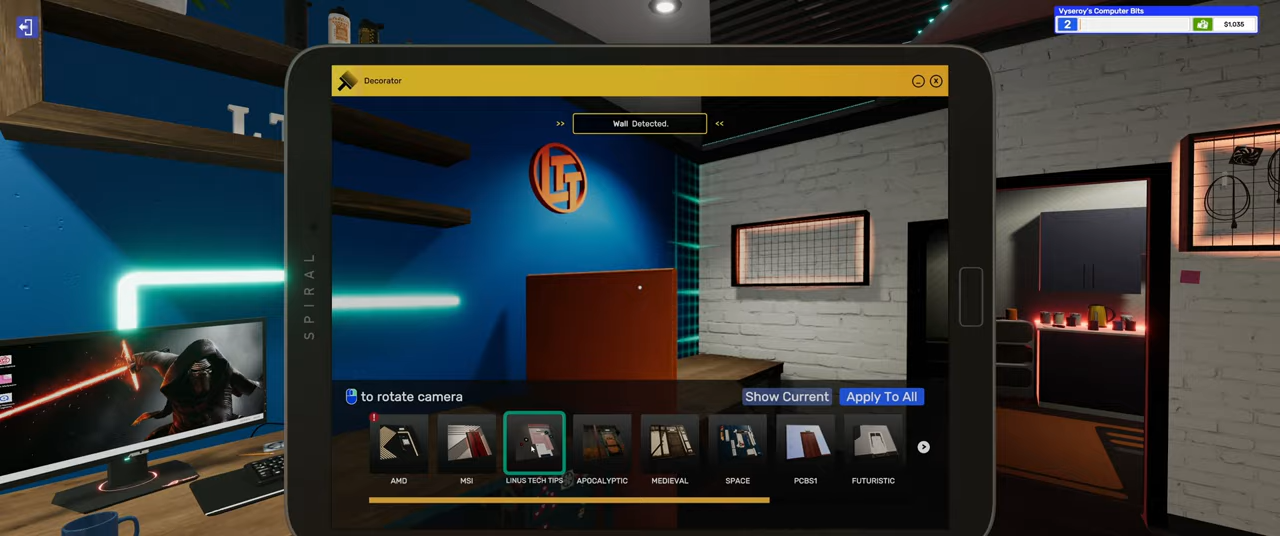 Vyseroy's Computer Bits
2
$1,035
Decorator
Wall Detected.
LTT
SPIRAL
to rotate camera
Show Current
Apply To All
AMD
MSI
LINUS TECH TIPS
APOCALYPTIC
MEDIEVAL
SPACE
PCBS1
FUTURISTIC